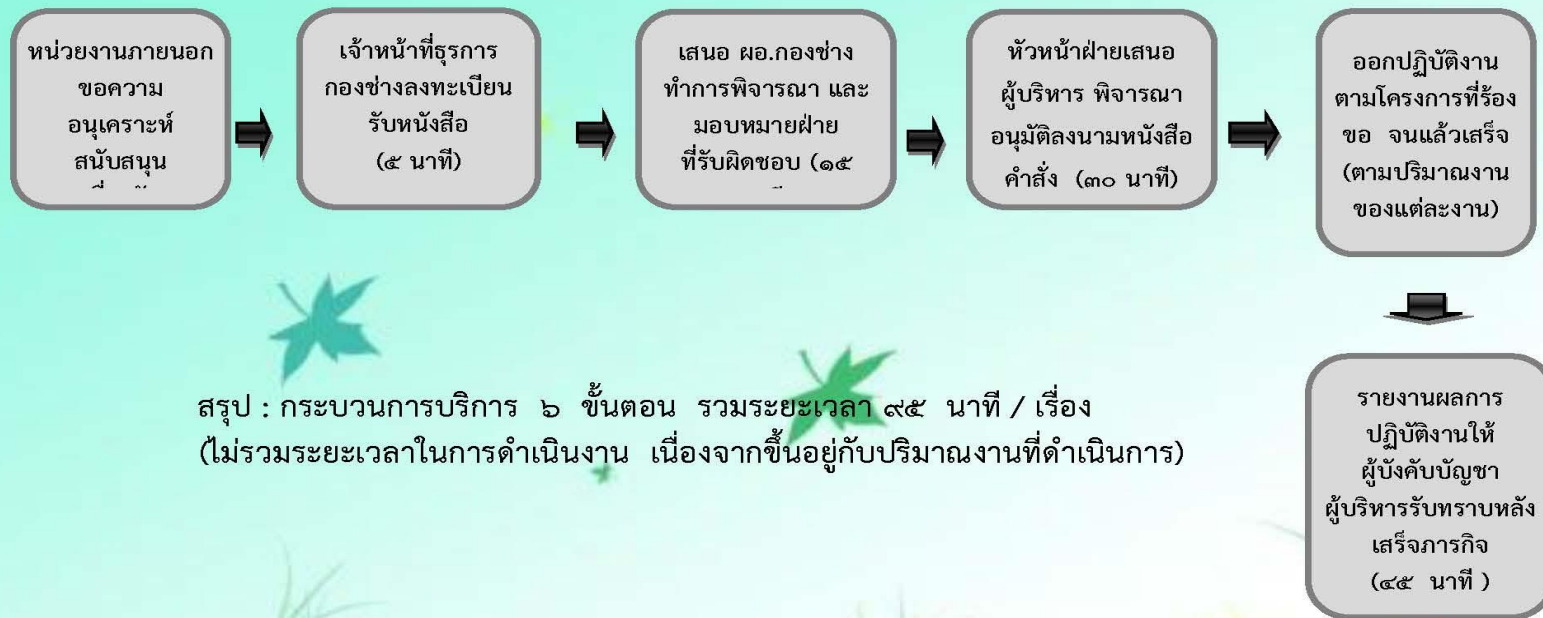 หน่วยงานภายนอก
ขอความ
อนุเคราะห์
สนับสนุน
เจ้าหน้าที่ธุรการ
กองช่างลงทะเบียน
รับหนังสือ
(๕ นาที)
เสนอ ผอ.กองช่าง
ทำการพิจารณา และ
มอบหมายฝ่าย
ที่รับผิดชอบ (๑๕
หัวหน้าฝ่ายเสนอ
ผู้บริหาร พิจารณา
อนุมัติลงนามหนังสือ
คำสั่ง (๓๐ นาที)
ออกปฏิบัติงาน
ตามโครงการที่ร้อง
ขอ จนแล้วเสร็จ
(ตามปริมาณงาน
ของแต่ละงาน)
รายงานผลการ
ปฏิบัติงานให้
ผู้บังคับบัญชา
ผู้บริหารรับทราบหลัง
เสร็จภารกิจ
(๔๕ นาที )
สรุป : กระบวนการบริการ ๖ ขั้นตอน รวมระยะเวลา ๙๕ นาที / เรื่อง
(ไม่รวมระยะเวลาในการดำเนินงาน เนื่องจากขึ้นอยู่กับปริมาณงานที่ดำเนินการ)